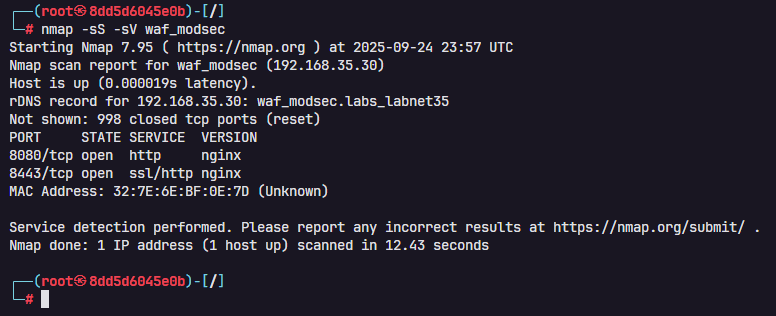 ┌──(root㉿8dd5d6045e0b)-[/]
└─# nmap -sS -sV waf_modsec
Starting Nmap 7.95 ( https://nmap.org ) at 2025-09-24 23:57 UTC
Nmap scan report for waf_modsec (192.168.35.30)
Host is up (0.000019s latency).
rDNS record for 192.168.35.30: waf_modsec.labs_labnet35
Not shown: 998 closed tcp ports (reset)
PORT     STATE SERVICE  VERSION
8080/tcp open  http     nginx
8443/tcp open  ssl/http nginx
MAC Address: 32:7E:6E:BF:0E:7D (Unknown)

Service detection performed. Please report any incorrect results at https://nmap.org/submit/ .
Nmap done: 1 IP address (1 host up) scanned in 12.43 seconds

┌──(root㉿8dd5d6045e0b)-[/]
└─#